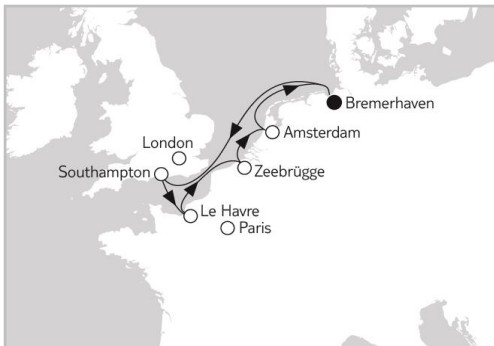 Bremerhaven
Amsterdam
London
Southampton
Zeebrügge
Le Havre
Paris